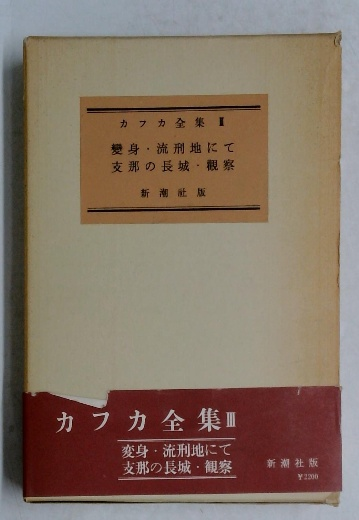 カフカ全集 Ⅲ
變身・流刑地にて
支那の長城・観察
新潮社版
カフカ全集Ⅲ
変身・流刑地にて
支那の長城・観察
新潮社版
¥2200